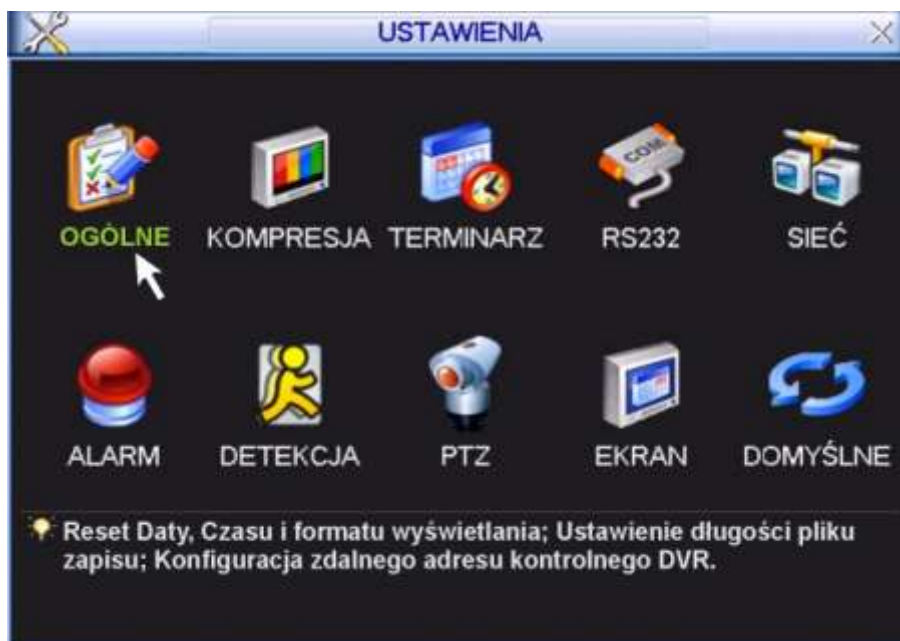 USTAWIENIA
OGÓLNE KOMPRESJA TERMINARZ RS232 SIEĆ
COM
ALARM DETEKCJA PTZ EKRAN DOMYŚLNE
Reset Daty, Czasu i formatu wyświetlania; Ustawienie długości pliku
zapisu; Konfiguracja zdalnego adresu kontrolnego DVR.